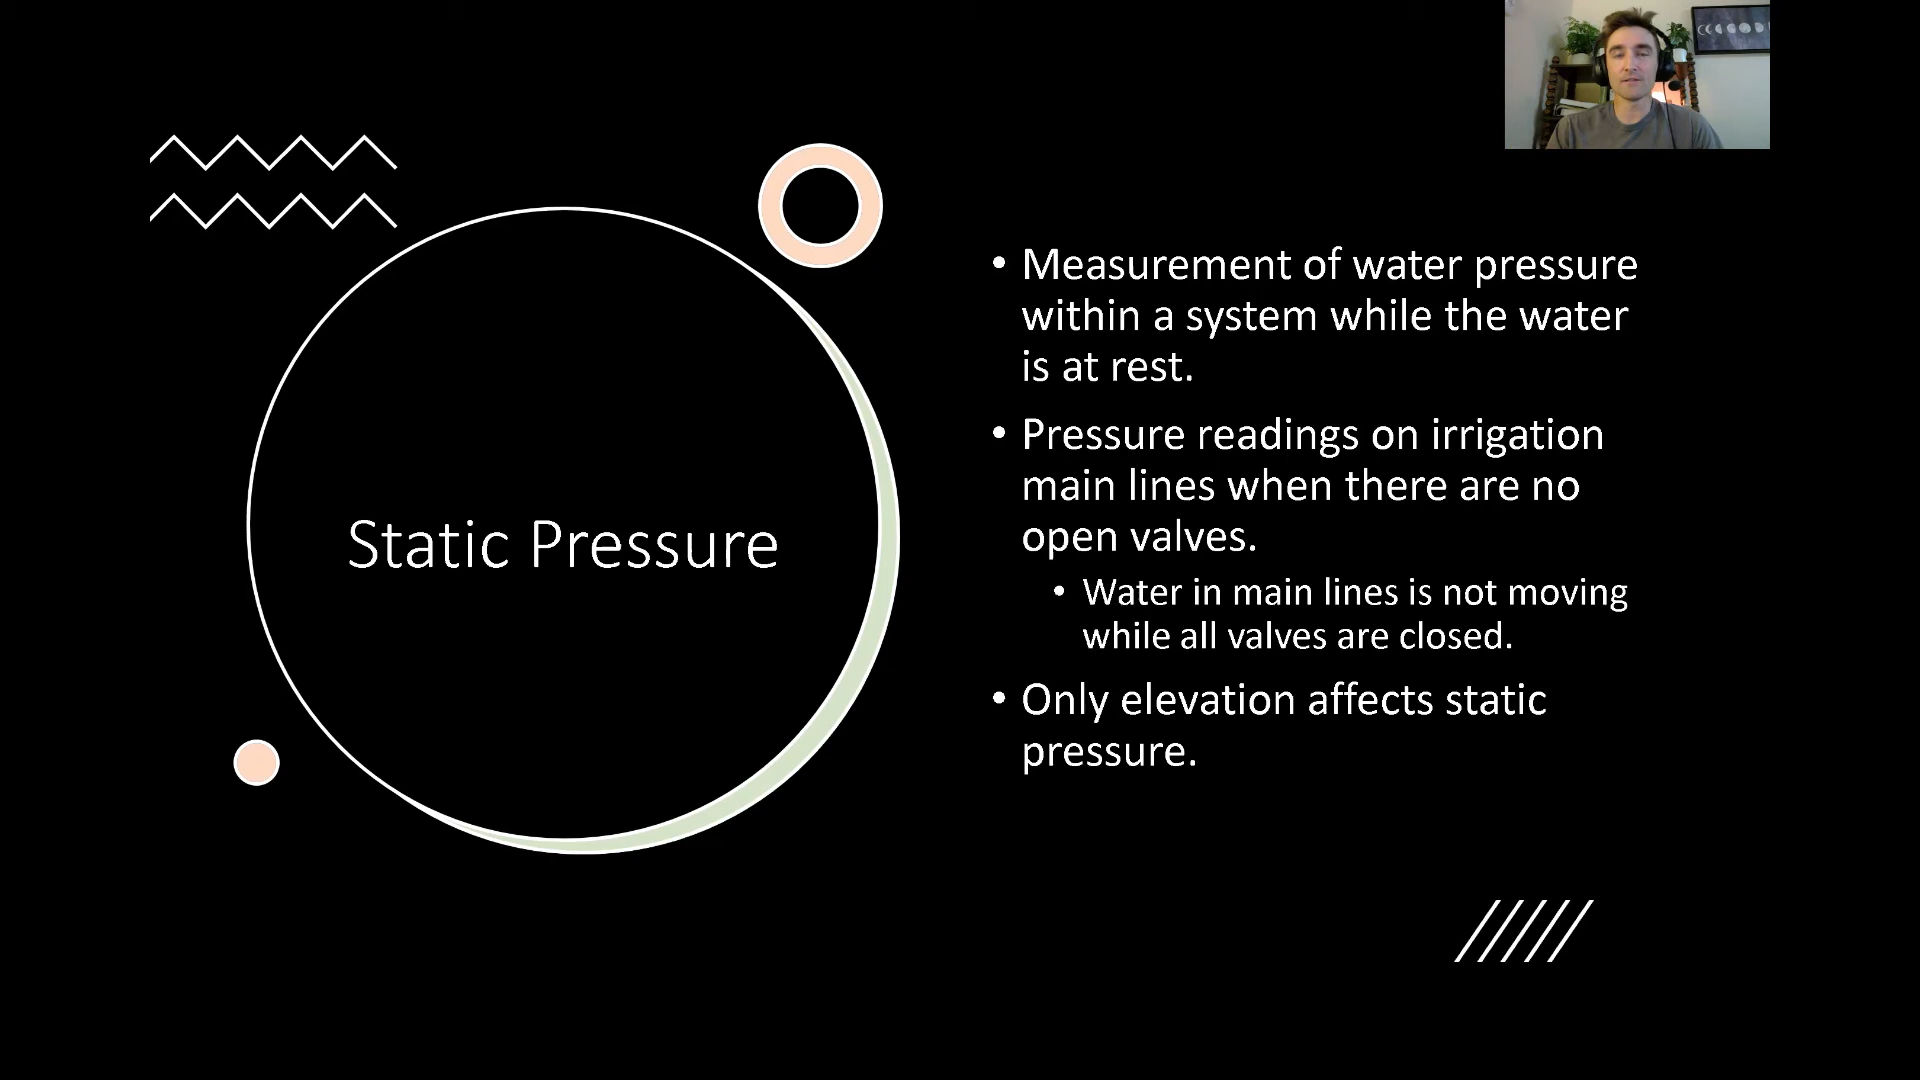 Static Pressure
• Measurement of water pressure
within a system while the water
is at rest.
• Pressure readings on irrigation
main lines when there are no
open valves.
• Water in main lines is not moving
while all valves are closed.
• Only elevation affects static
pressure.